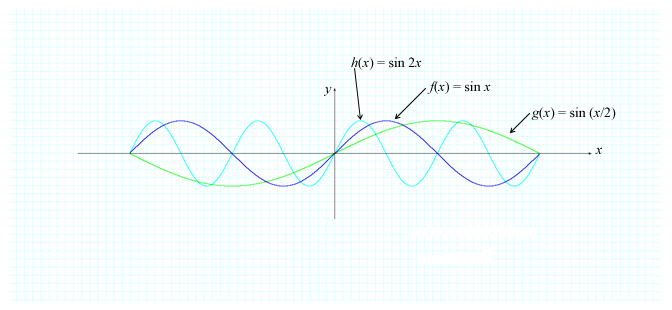 h(x) = sin 2x
y
f(x) = sin x
g(x) = sin (x/2)
x